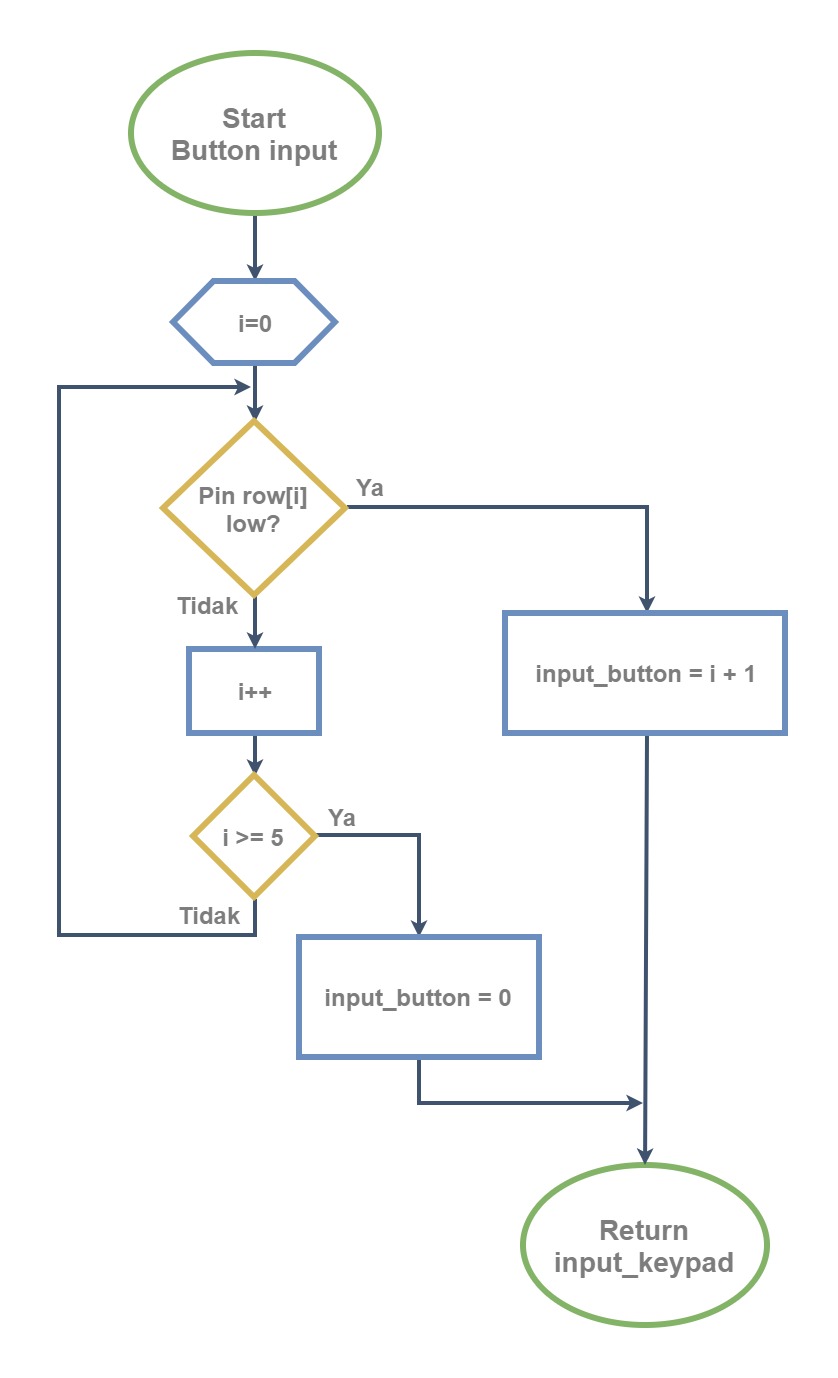 Start
Button input
i=0
Pin row[i]
low?
Ya
Tidak
input_button = i + 1
i++
i >= 5
Ya
Tidak
input_button = 0
Return
input_keypad